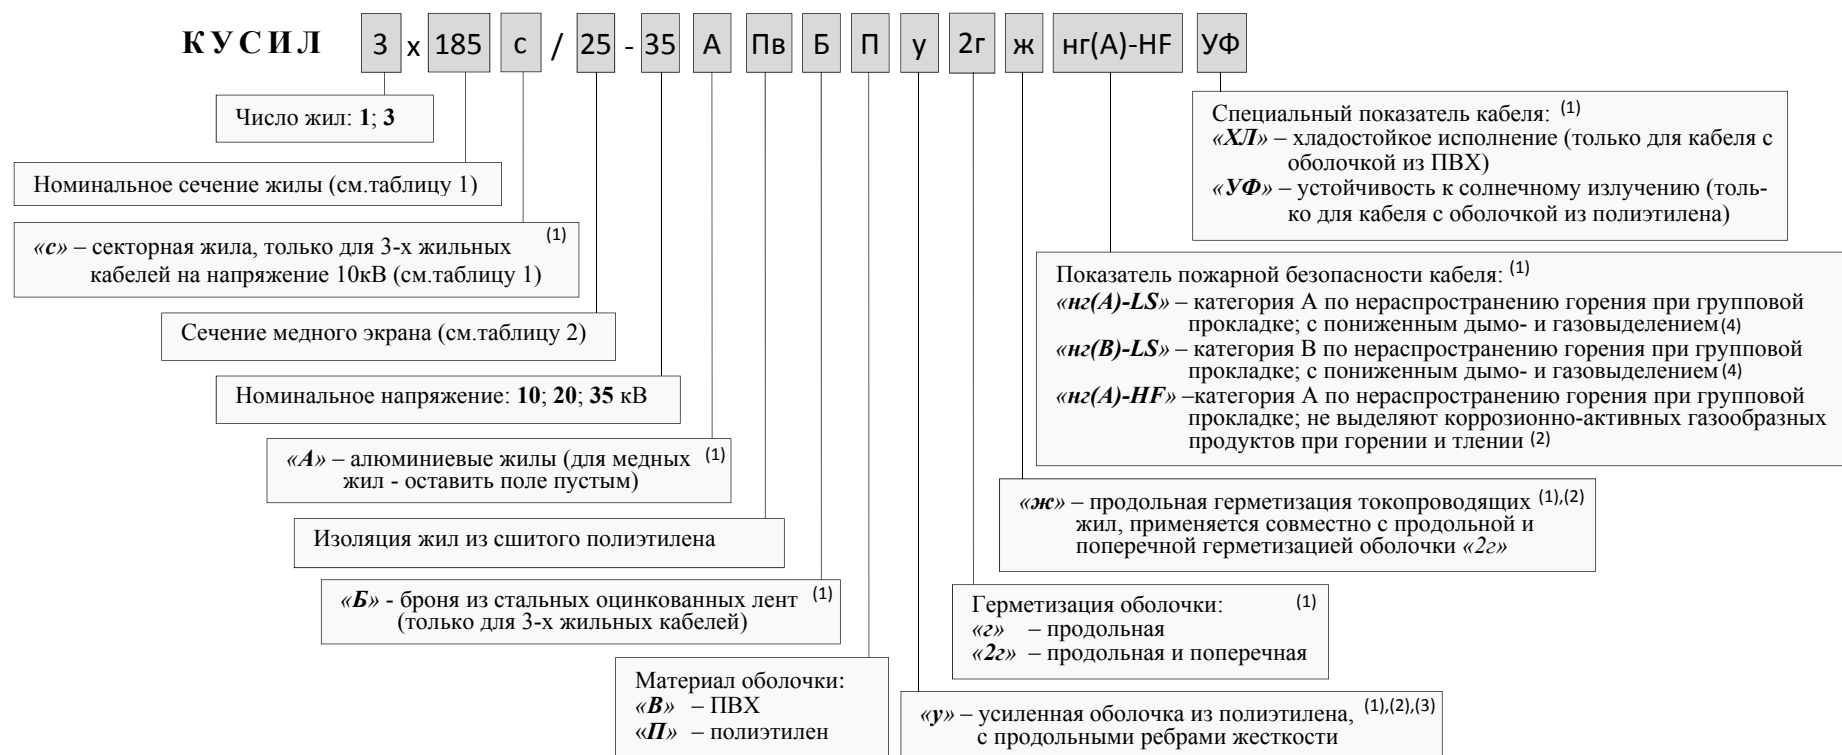 КУСИЛ 3 х 185 с / 25 - 35 А Пв Б П у 2г ж нг(А)-HF УФ
Число жил: 1; 3
Номинальное сечение жилы (см.таблицу 1)
«с» – секторная жила, только для 3-х жильных (1)
кабелей на напряжение 10кВ (см.таблицу 1)
Сечение медного экрана (см.таблицу 2)
Номинальное напряжение: 10; 20; 35 кВ
«А» – алюминиевые жилы (для медных (1)
жил - оставить поле пустым)
Изоляция жил из сшитого полиэтилена
«Б» - броня из стальных оцинкованных лент (1)
(только для 3-х жильных кабелей)
Материал оболочки:
«В» – ПВХ
«П» – полиэтилен
«у» – усиленная оболочка из полиэтилена, (1),(2),(3)
с продольными ребрами жесткости
Герметизация оболочки: (1)
«г» – продольная
«2г» – продольная и поперечная
«ж» – продольная герметизация токопроводящих (1),(2)
жил, применяется совместно с продольной и
поперечной герметизацией оболочки «2г»
Показатель пожарной безопасности кабеля: (1)
«нг(А)-LS» – категория А по нераспространению горения при групповой
прокладке; с пониженным дымо- и газовыделением(4)
«нг(В)-LS» – категория В по нераспространению горения при групповой
прокладке; с пониженным дымо- и газовыделением(4)
«нг(А)-HF» –категория А по нераспространению горения при групповой
прокладке; не выделяют коррозионно-активных газообразных
продуктов при горении и тлении (2)
Специальный показатель кабеля: (1)
«ХЛ» – хладостойкое исполнение (только для кабеля с
оболочкой из ПВХ)
«УФ» – устойчивость к солнечному излучению (толь-
ко для кабеля с оболочкой из полиэтилена)